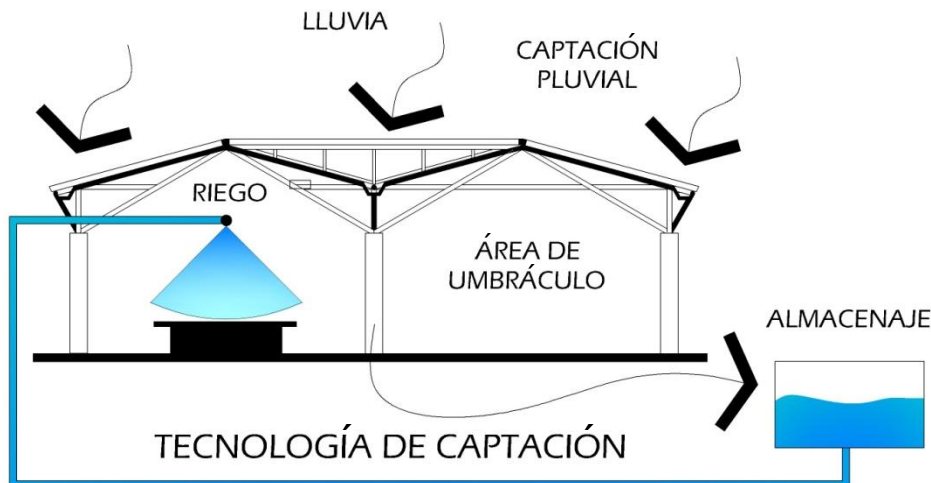 LLUVIA
CAPTACIÓN
PLUVIAL
RIEGO
ÁREA DE
UMBRÁCULO
ALMACENAJE
TECNOLOGÍA DE CAPTACIÓN